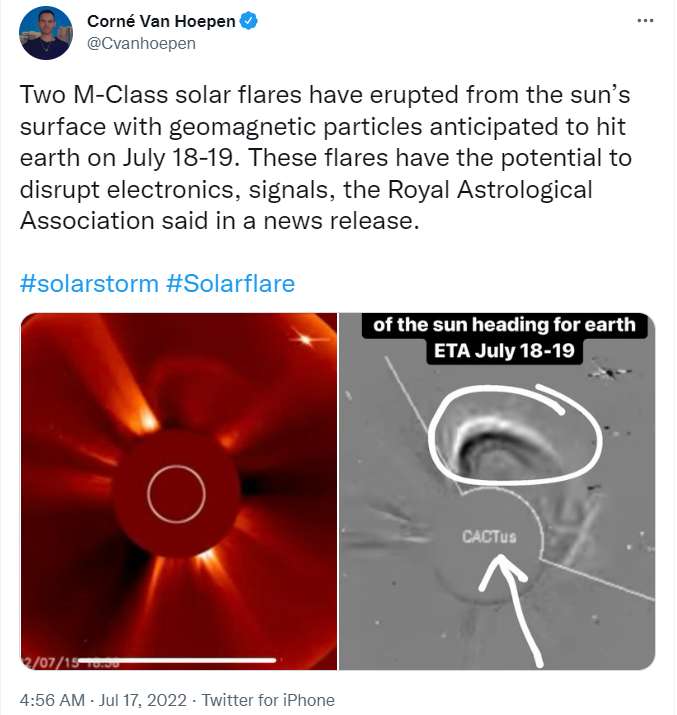 Corné Van Hoepen
@Cvanhoepen
Two M-Class solar flares have erupted from the sun’s
surface with geomagnetic particles anticipated to hit
earth on July 18-19. These flares have the potential to
disrupt electronics, signals, the Royal Astrological
Association said in a news release.
#solarstorm #Solarflare
of the sun heading for earth
ETA July 18-19
CACTus
2/07/15
4:56 AM · Jul 17, 2022 · Twitter for iPhone